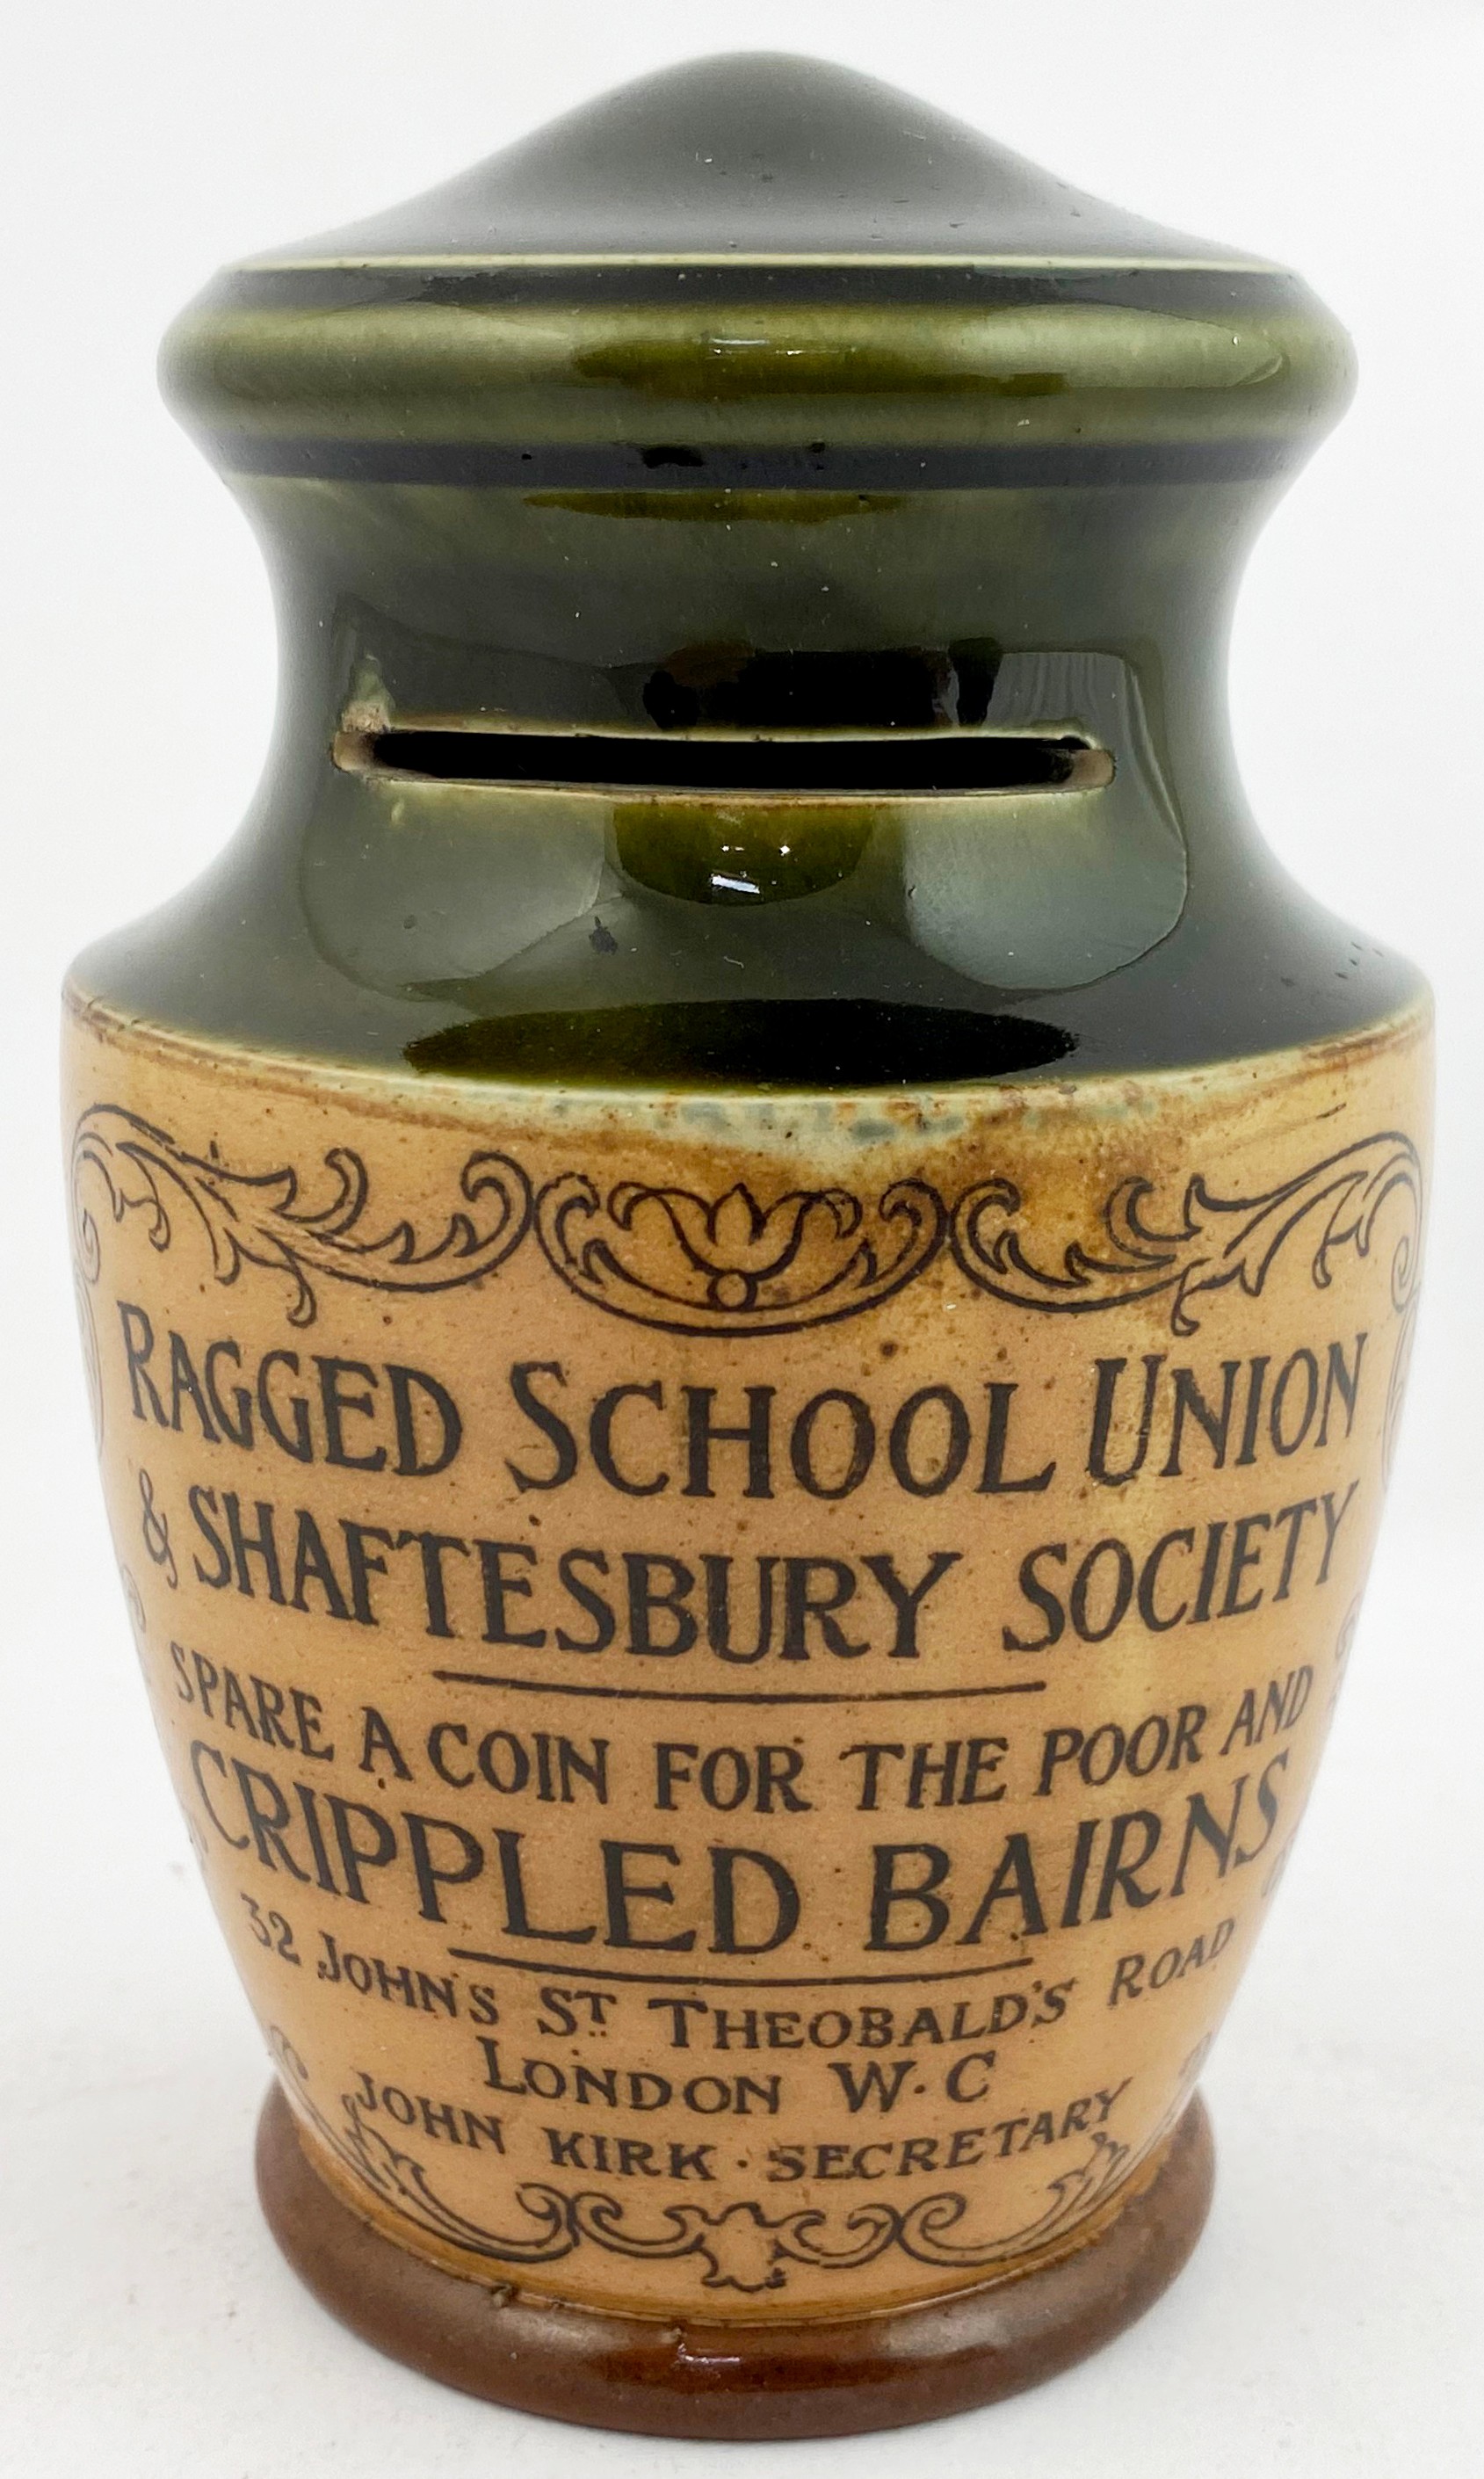 RAGGED SCHOOL UNION
& SHAFTESBURY SOCIETY
SPARE A COIN FOR THE POOR AND
CRIPPLED BAIRNS
32 JOHN'S ST THEOBALD'S ROAD
LONDON W·C
JOHN KIRK · SECRETARY